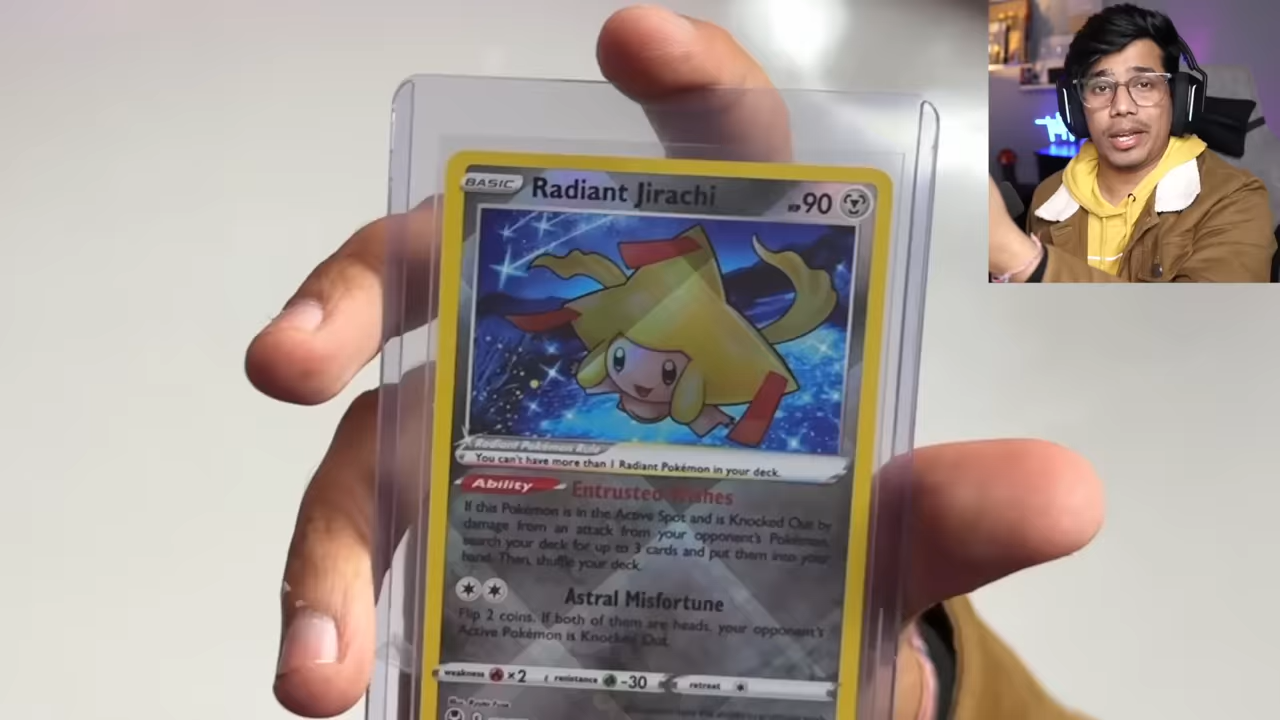 BASIC Radiant Jirachi HP 90
Radiant Pokémon Rule
You can't have more than 1 Radiant Pokémon in your deck.
Ability Entrusted Wishes
If this Pokémon is in the Active Spot and is Knocked Out by
damage from an attack from your opponent's Pokémon,
search your deck for up to 3 cards and put them into your
hand. Then, shuffle your deck.
Astral Misfortune
Flip 2 coins. If both of them are heads, your opponent's
Active Pokémon is Knocked Out.
weakness ×2 resistance -30 retreat